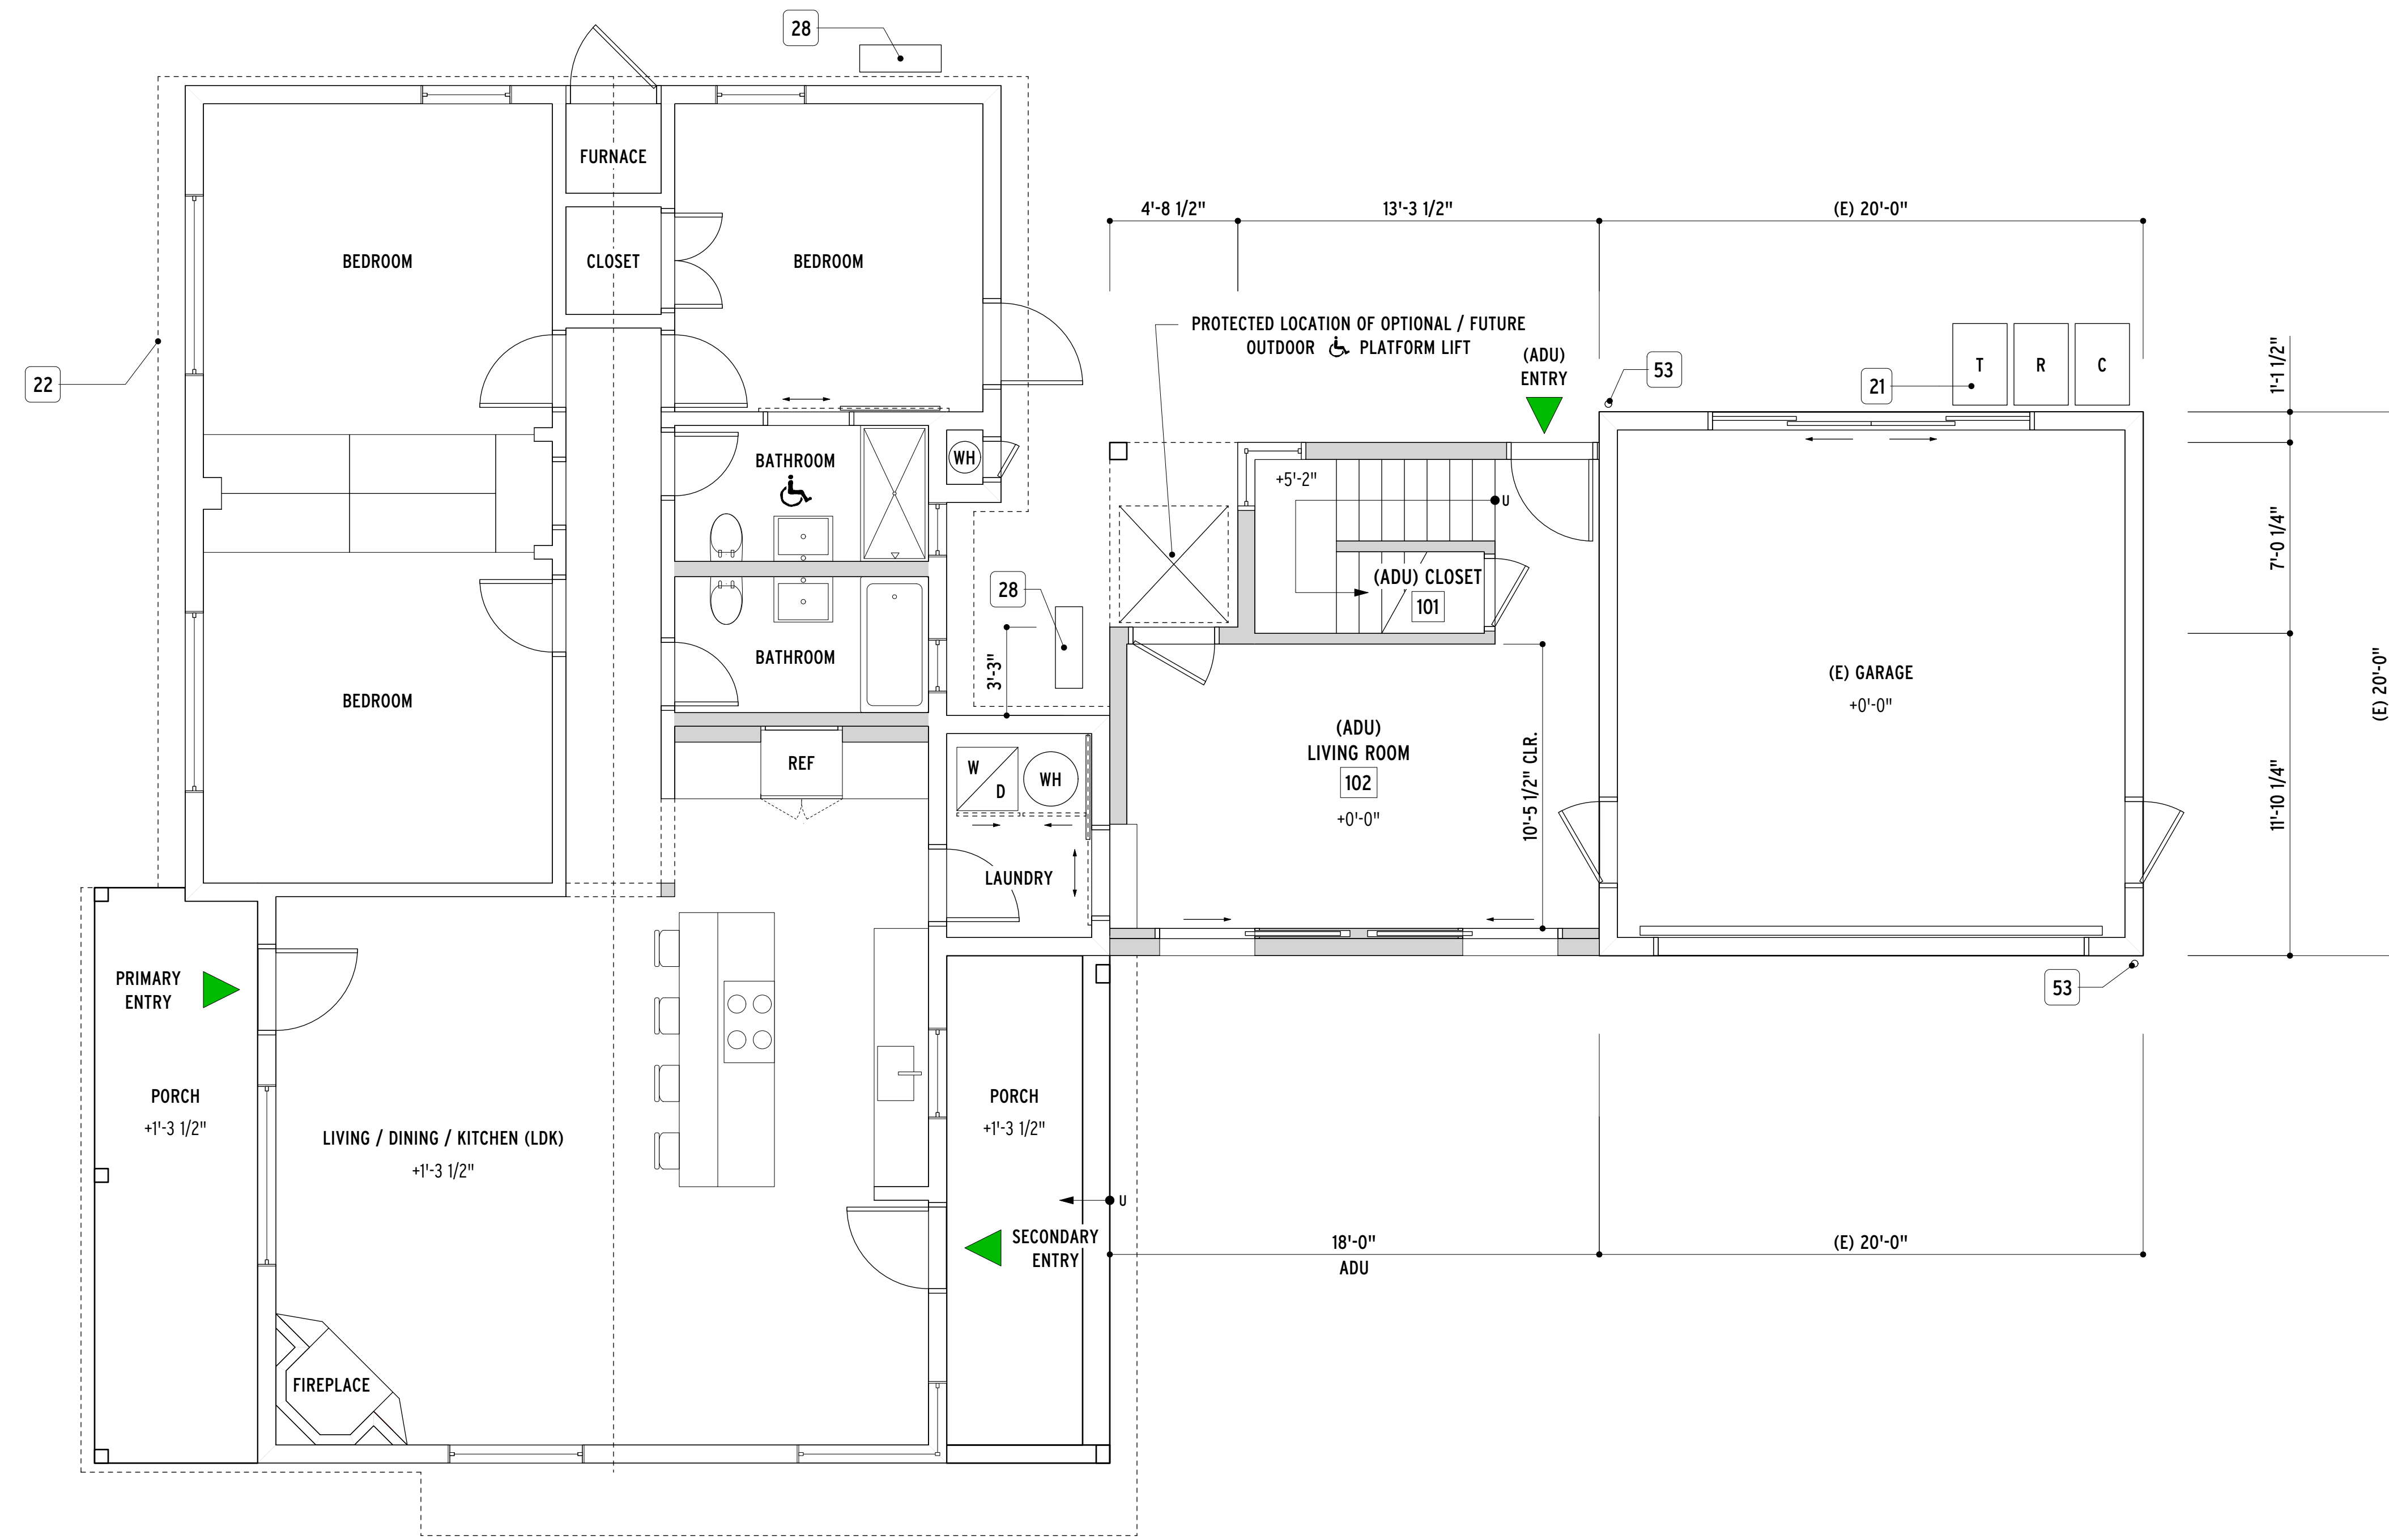 28
FURNACE
4'-8 1/2"
13'-3 1/2"
(E) 20'-0"
BEDROOM
CLOSET
BEDROOM
PROTECTED LOCATION OF OPTIONAL / FUTURE
OUTDOOR PLATFORM LIFT
(ADU)
ENTRY
53
T
R
C
21
1'-1 1/2"
22
BATHROOM
WH
+5'-2"
U
7'-0 1/4"
(ADU) CLOSET
101
28
BATHROOM
3'-3"
BEDROOM
(E) GARAGE
+0'-0"
(E) 20'-0"
(ADU)
LIVING ROOM
102
+0'-0"
10'-5 1/2" CLR.
11'-10 1/4"
REF
W
D
WH
LAUNDRY
PRIMARY
ENTRY
53
PORCH
+1'-3 1/2"
PORCH
+1'-3 1/2"
LIVING / DINING / KITCHEN (LDK)
+1'-3 1/2"
U
SECONDARY
ENTRY
18'-0"
ADU
(E) 20'-0"
FIREPLACE